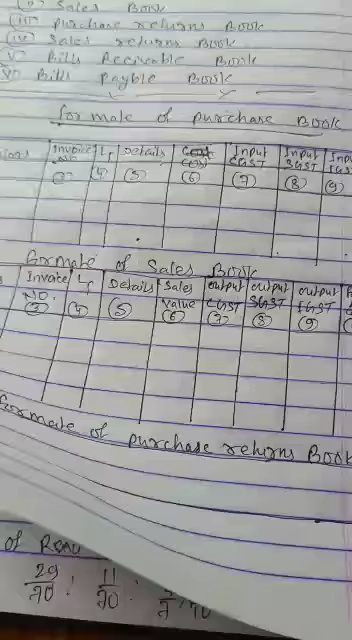 Sales Book
(iii) Purchase returns Book
(iv) Sales returns Book
Bills Receivable Book
Bills Payble Book
formate of purchase Book
Invoice Lf Details Cost Input CGST Input SGST Input
(3) (4) (5) (6) (7) (8) (9)
formate of Sales Book
Invoice NO. Lf Details Sales Value output CGST output SGST output IGST
(3) (4) (5) (6) (7) (8) (9)
formate of purchase returns Book
of
29/70 : 11/70 :